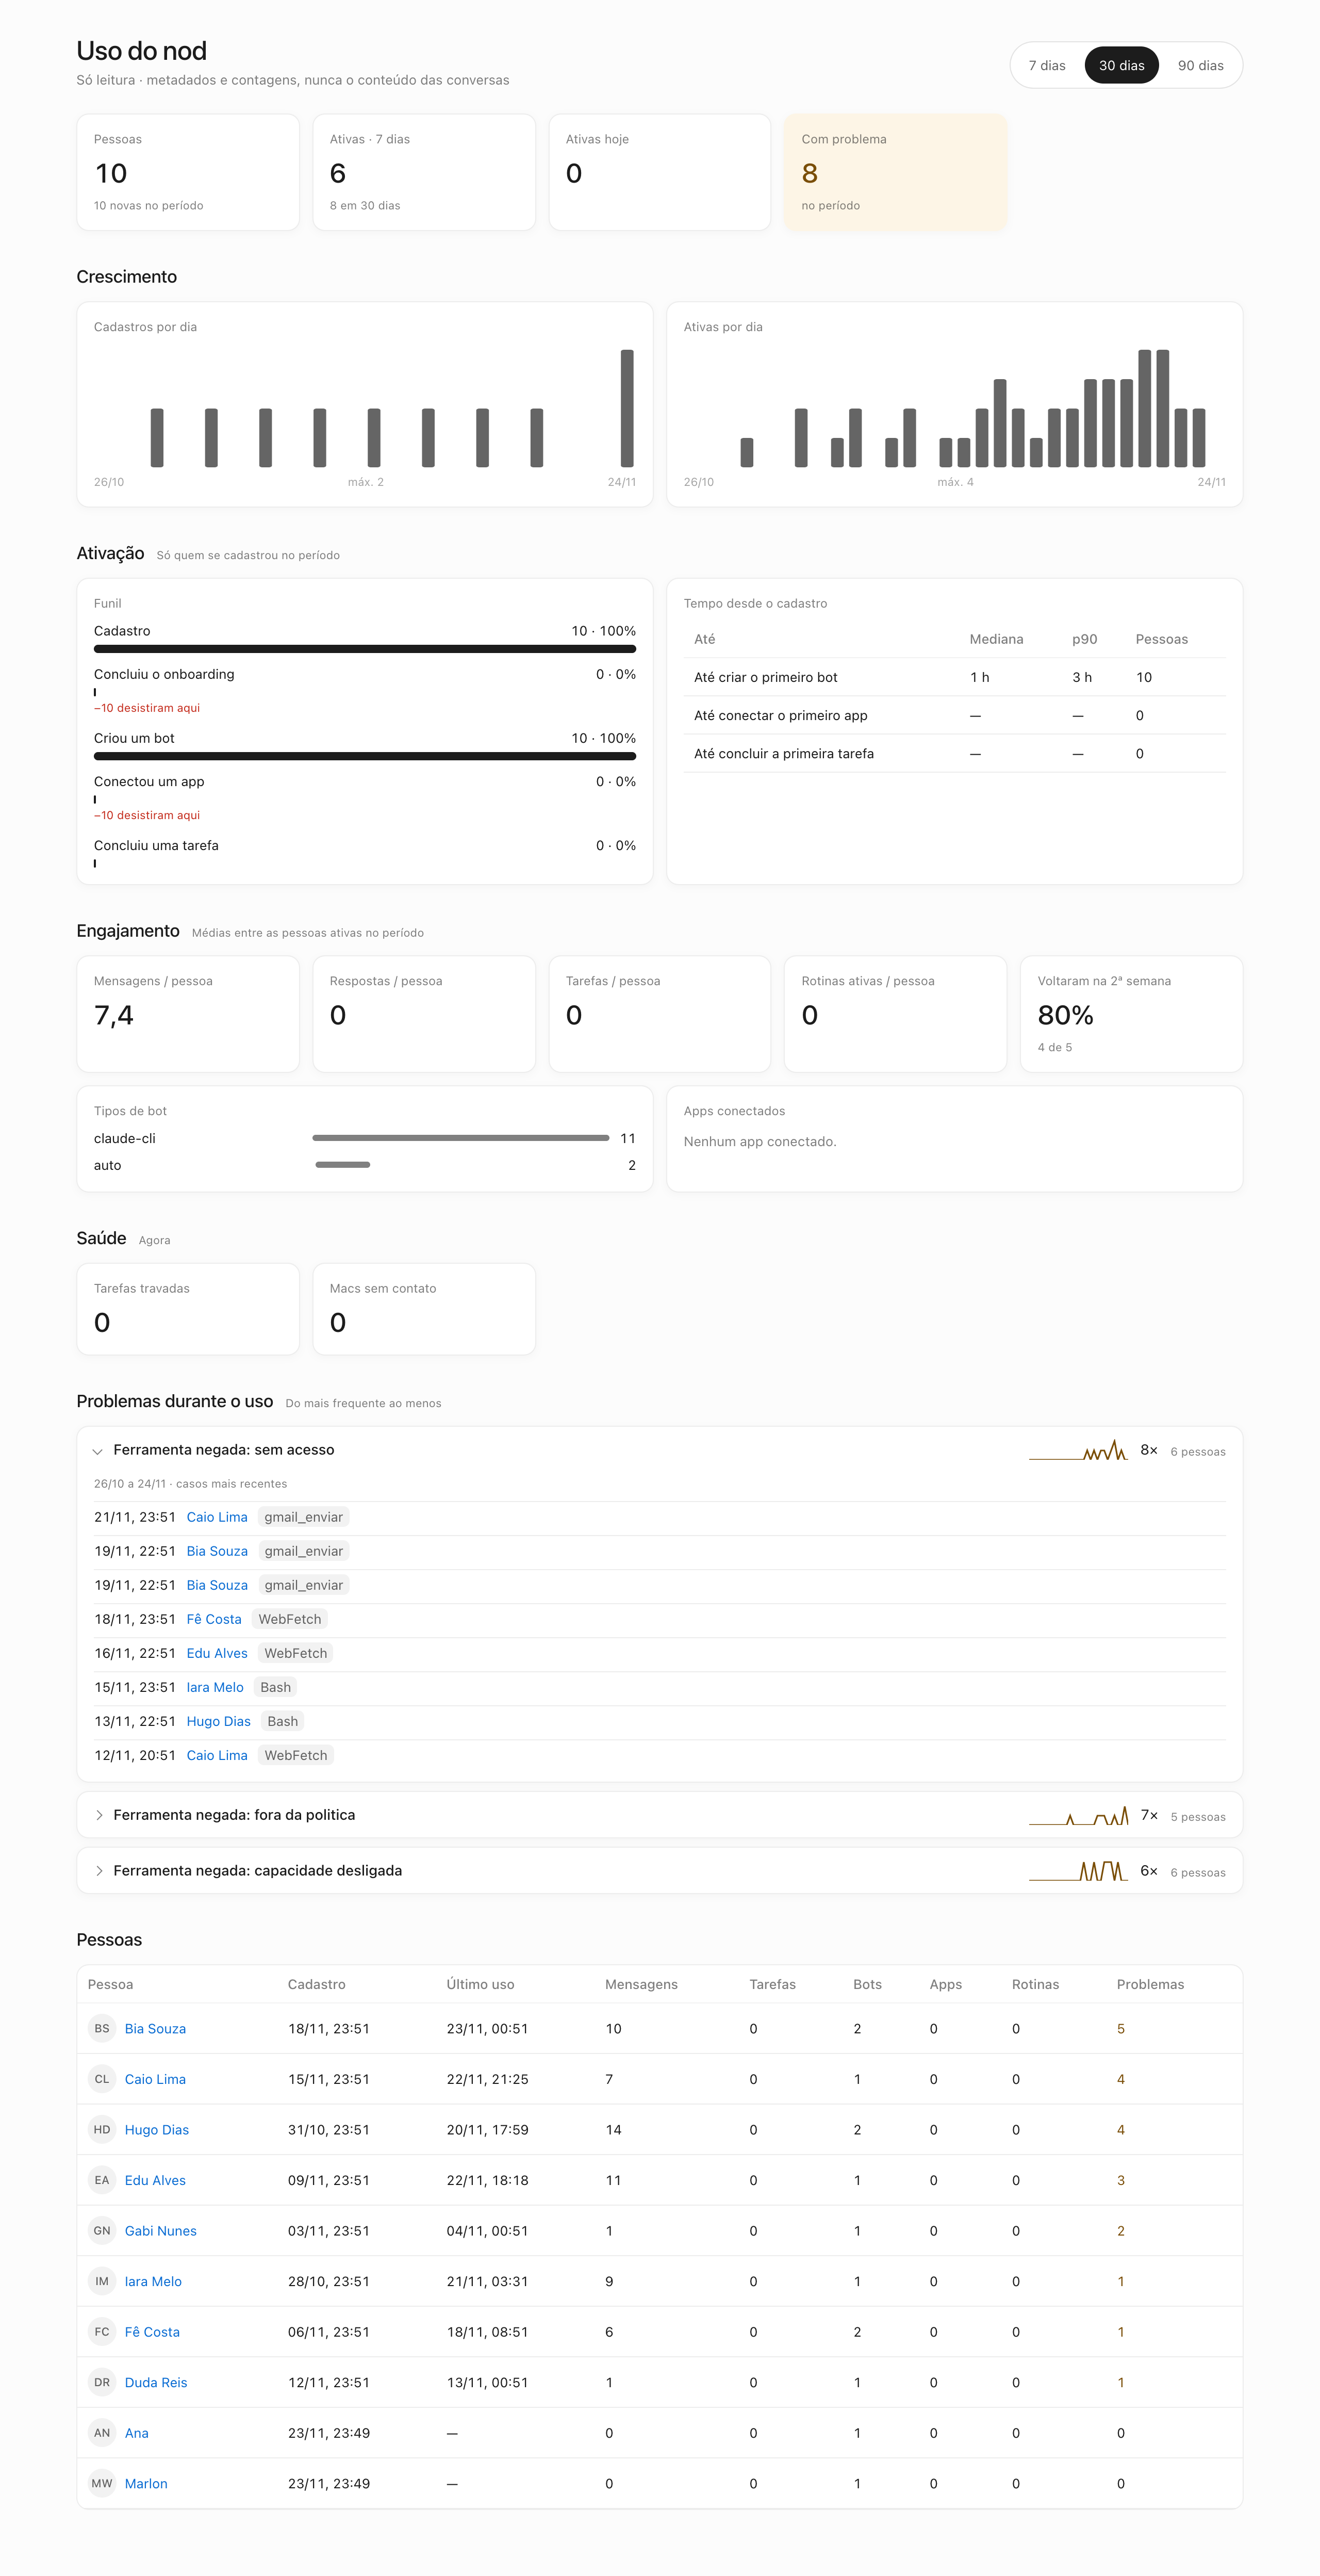 Uso do nod
Só leitura · metadados e contagens, nunca o conteúdo das conversas
7 dias 30 dias 90 dias
Pessoas
10
10 novas no período
Ativas · 7 dias
6
8 em 30 dias
Ativas hoje
0
Com problema
8
no período
Crescimento
Cadastros por dia
26/10 máx. 2 24/11
Ativas por dia
26/10 máx. 4 24/11
Ativação Só quem se cadastrou no período
Funil
Cadastro 10 · 100%
Concluiu o onboarding 0 · 0%
−10 desistiram aqui
Criou um bot 10 · 100%
Conectou um app 0 · 0%
−10 desistiram aqui
Concluiu uma tarefa 0 · 0%
Tempo desde o cadastro
Até Mediana p90 Pessoas
Até criar o primeiro bot 1 h 3 h 10
Até conectar o primeiro app — — 0
Até concluir a primeira tarefa — — 0
Engajamento Médias entre as pessoas ativas no período
Mensagens / pessoa
7,4
Respostas / pessoa
0
Tarefas / pessoa
0
Rotinas ativas / pessoa
0
Voltaram na 2ª semana
80%
4 de 5
Tipos de bot
claude-cli 11
auto 2
Apps conectados
Nenhum app conectado.
Saúde Agora
Tarefas travadas
0
Macs sem contato
0
Problemas durante o uso Do mais frequente ao menos
Ferramenta negada: sem acesso 8× 6 pessoas
26/10 a 24/11 · casos mais recentes
21/11, 23:51 Caio Lima gmail_enviar
19/11, 22:51 Bia Souza gmail_enviar
19/11, 22:51 Bia Souza gmail_enviar
18/11, 23:51 Fê Costa WebFetch
16/11, 22:51 Edu Alves WebFetch
15/11, 23:51 Iara Melo Bash
13/11, 22:51 Hugo Dias Bash
12/11, 20:51 Caio Lima WebFetch
Ferramenta negada: fora da politica 7× 5 pessoas
Ferramenta negada: capacidade desligada 6× 6 pessoas
Pessoas
Pessoa Cadastro Último uso Mensagens Tarefas Bots Apps Rotinas Problemas
BS Bia Souza 18/11, 23:51 23/11, 00:51 10 0 2 0 0 5
CL Caio Lima 15/11, 23:51 22/11, 21:25 7 0 1 0 0 4
HD Hugo Dias 31/10, 23:51 20/11, 17:59 14 0 2 0 0 4
EA Edu Alves 09/11, 23:51 22/11, 18:18 11 0 1 0 0 3
GN Gabi Nunes 03/11, 23:51 04/11, 00:51 1 0 1 0 0 2
IM Iara Melo 28/10, 23:51 21/11, 03:31 9 0 1 0 0 1
FC Fê Costa 06/11, 23:51 18/11, 08:51 6 0 2 0 0 1
DR Duda Reis 12/11, 23:51 13/11, 00:51 1 0 1 0 0 1
AN Ana 23/11, 23:49 — 0 0 1 0 0 0
MW Marlon 23/11, 23:49 — 0 0 1 0 0 0